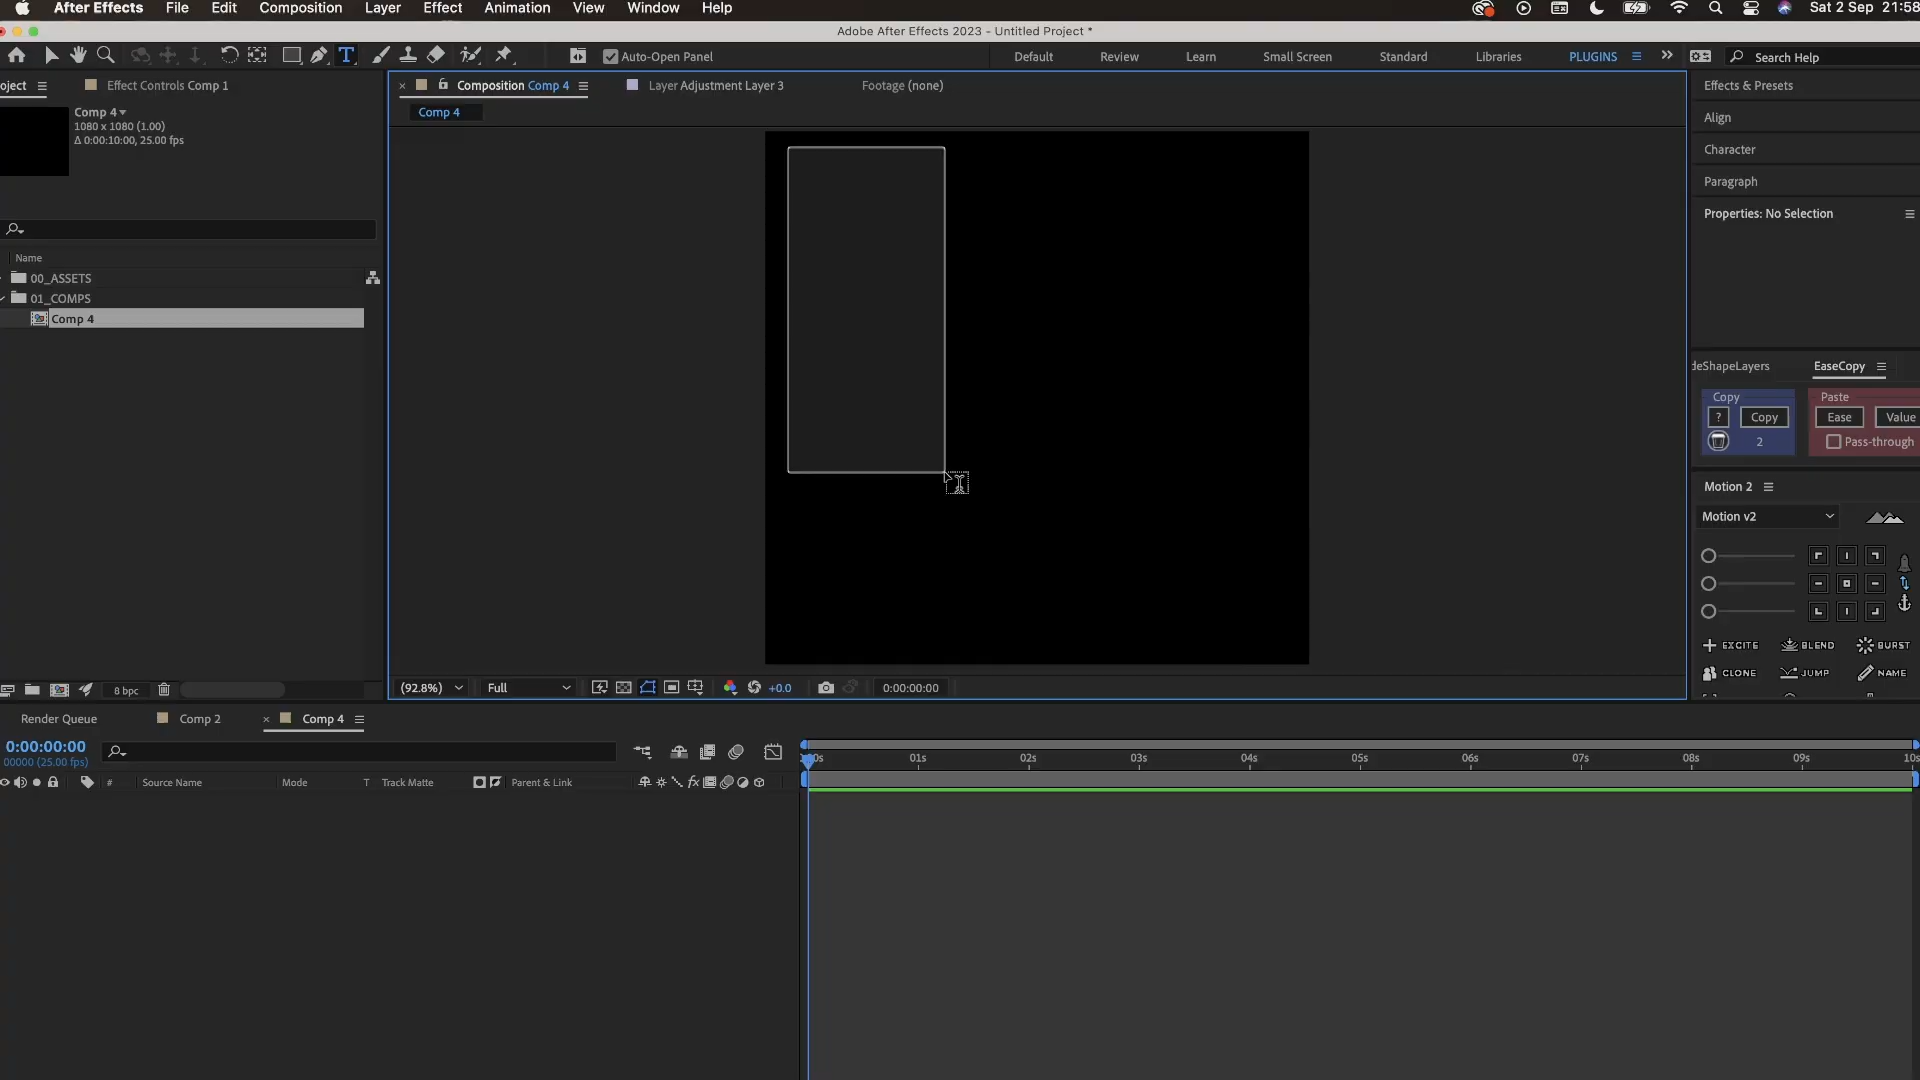 After Effects File Edit Composition Layer Effect Animation View Window Help Sat 2 Sep 21:58
Adobe After Effects 2023 - Untitled Project *
T Auto-Open Panel Default Review Learn Small Screen Standard Libraries PLUGINS Search Help
oject Effect Controls Comp 1 Composition Comp 4 Layer Adjustment Layer 3 Footage (none) Effects & Presets
Comp 4
1080 x 1080 (1.00)
Δ 0:00:10:00, 25.00 fps
Comp 4
Align
Character
Paragraph
Properties: No Selection
Name
00_ASSETS
01_COMPS
Comp 4
deShapeLayers EaseCopy
Copy Paste
? Copy Ease Value
2 Pass-through
Motion 2
Motion v2
EXCITE BLEND BURST
CLONE JUMP NAME
8 bpc (92.8%) Full +0.0 0:00:00:00
Render Queue Comp 2 Comp 4
0:00:00:00
00000 (25.00 fps)
# Source Name Mode T Track Matte Parent & Link fx
0s 01s 02s 03s 04s 05s 06s 07s 08s 09s 10s